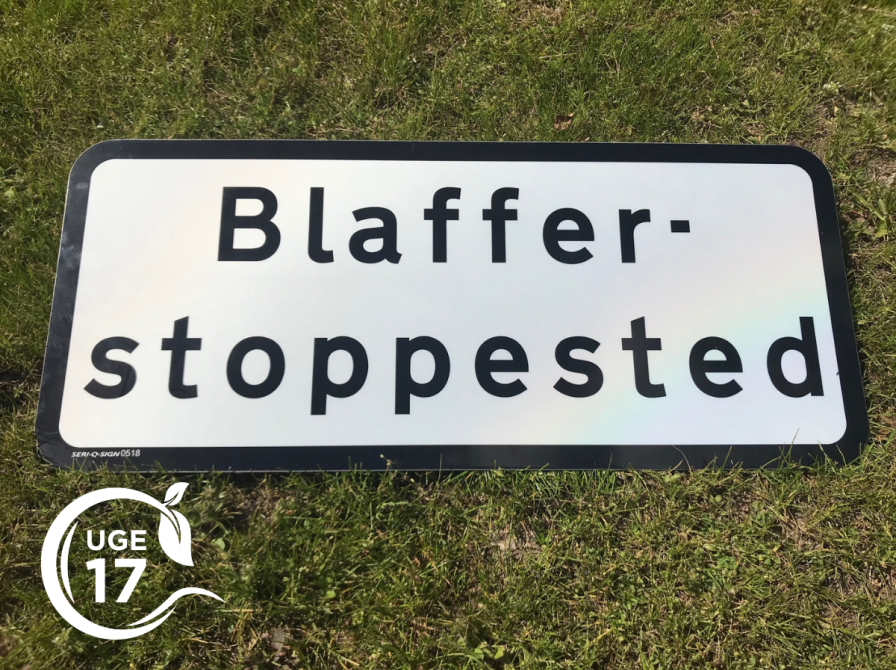 Blaffer-
stoppested
SERI-Q-SIGN 0518
UGE
17